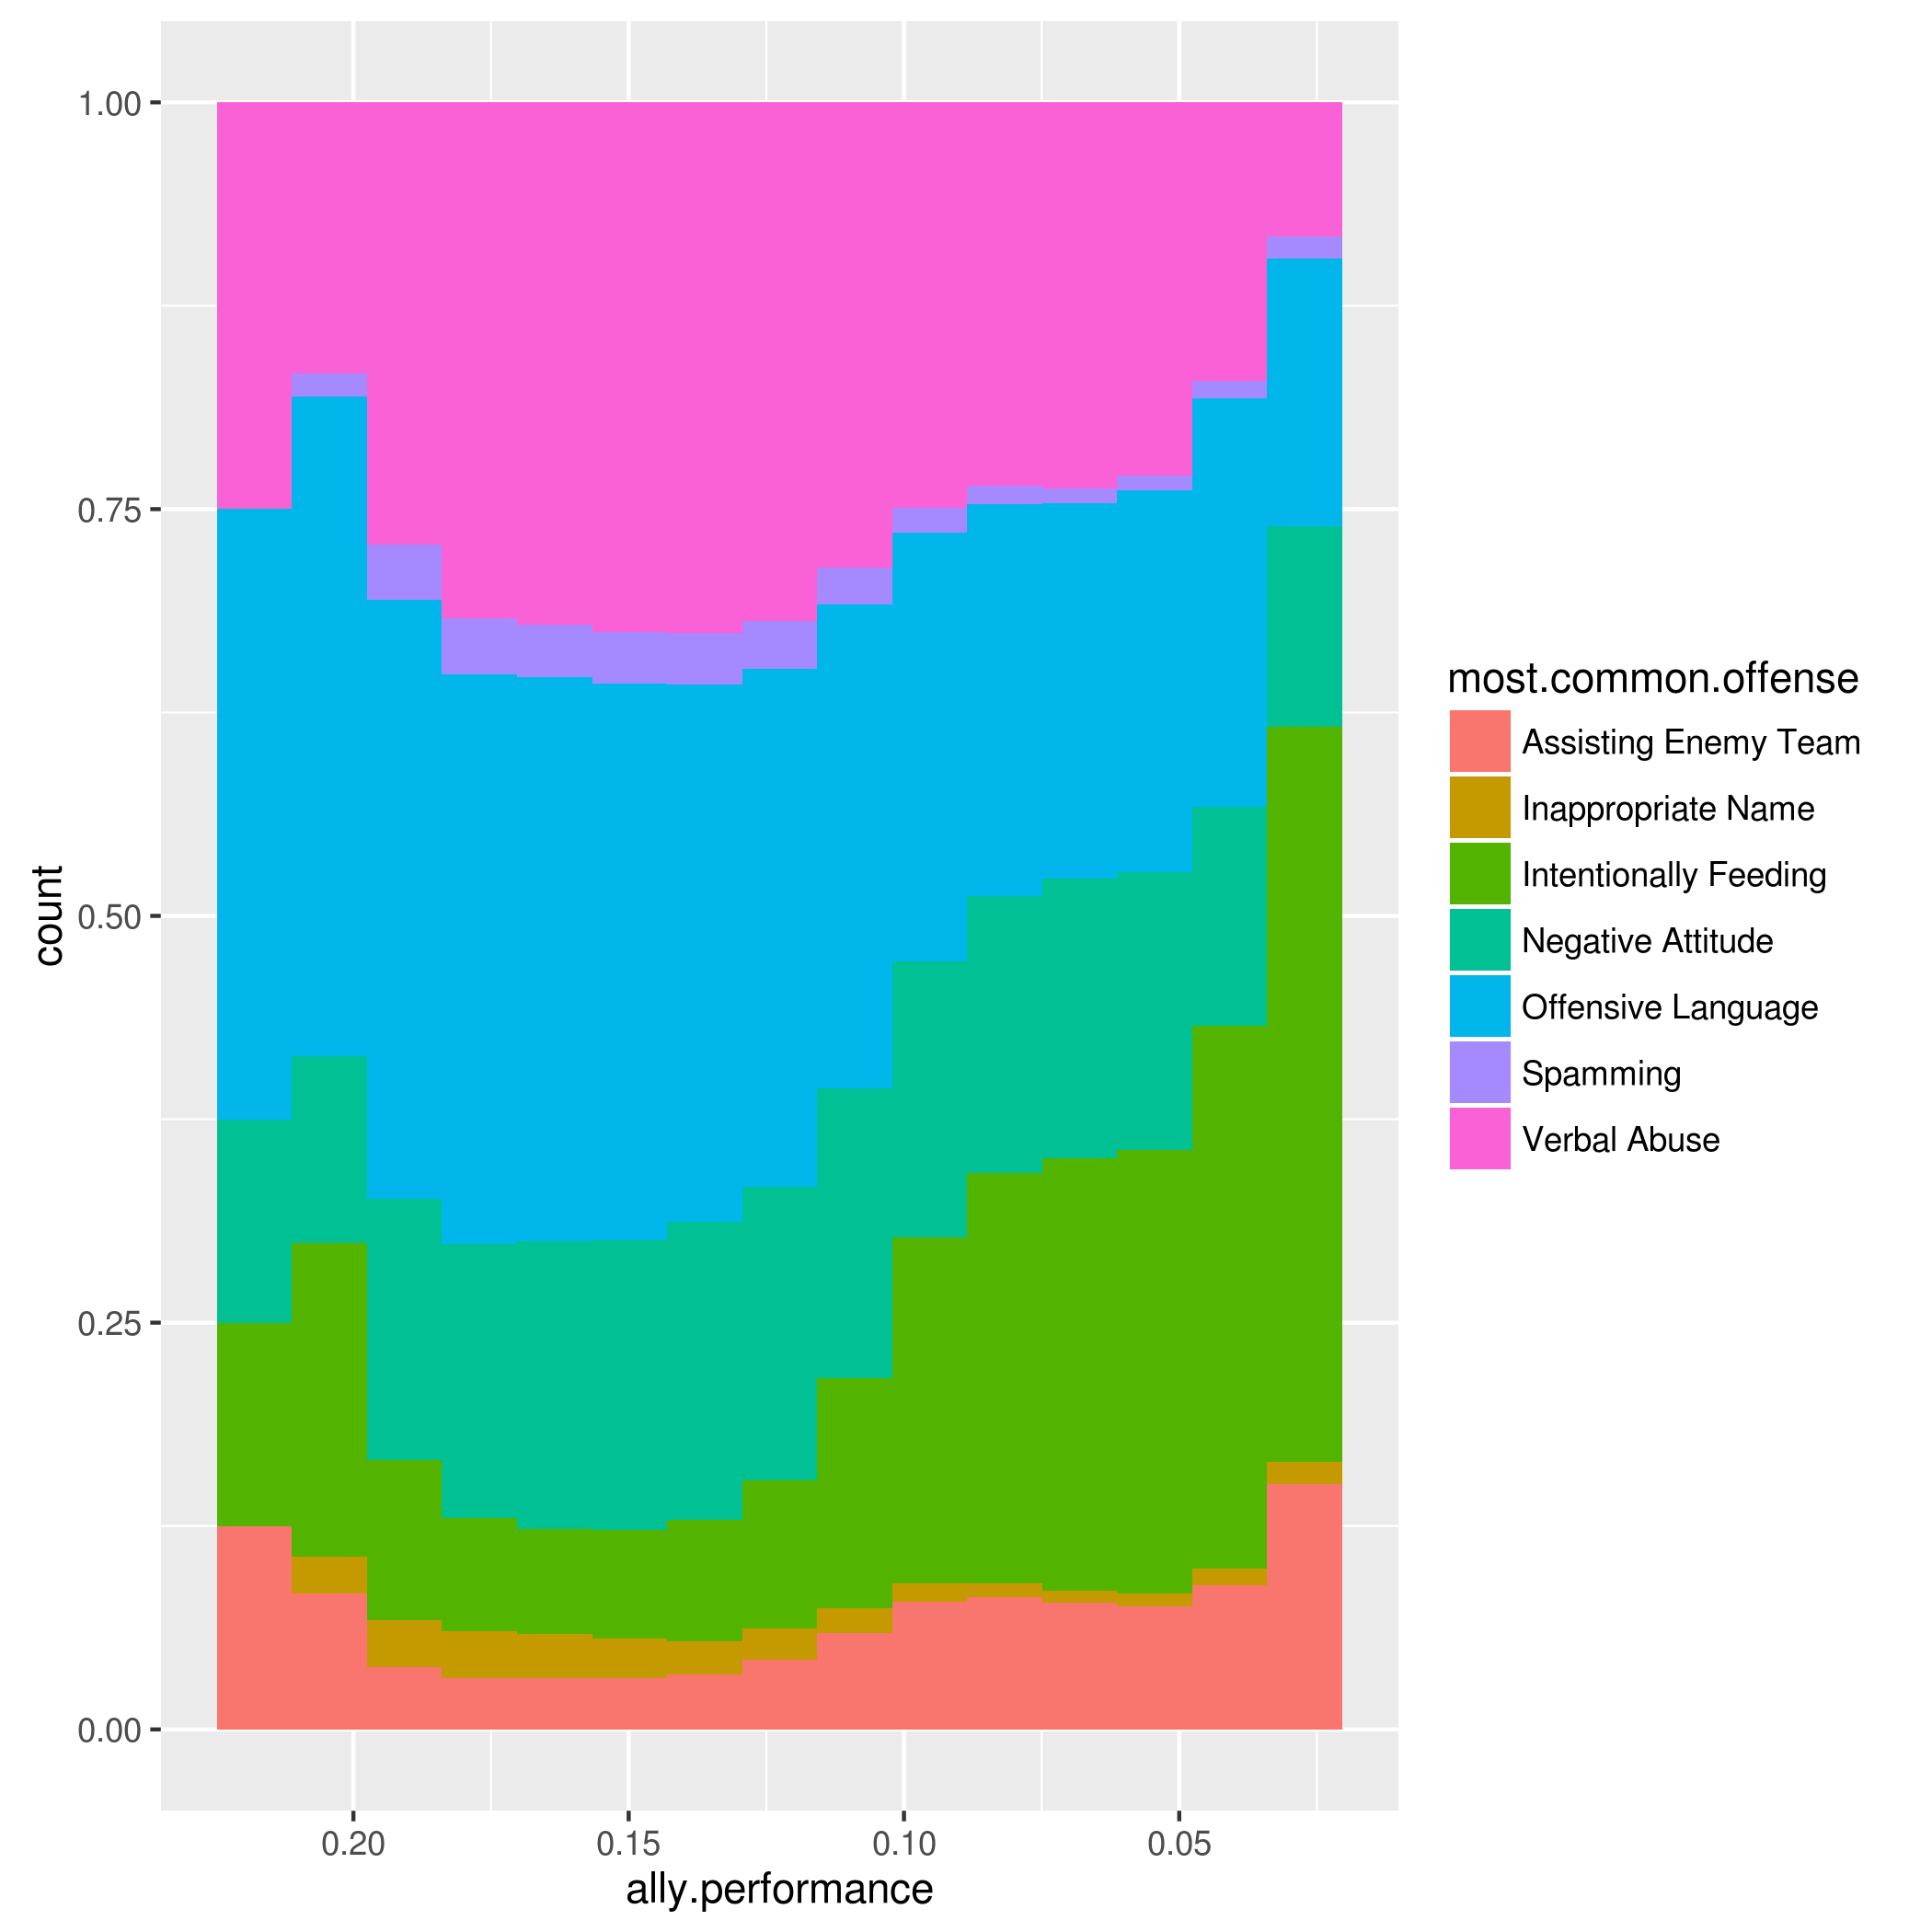 1.00
0.75
0.50
0.25
0.00
count
0.20 0.15 0.10 0.05
ally.performance
most.common.offense
Assisting Enemy Team
Inappropriate Name
Intentionally Feeding
Negative Attitude
Offensive Language
Spamming
Verbal Abuse